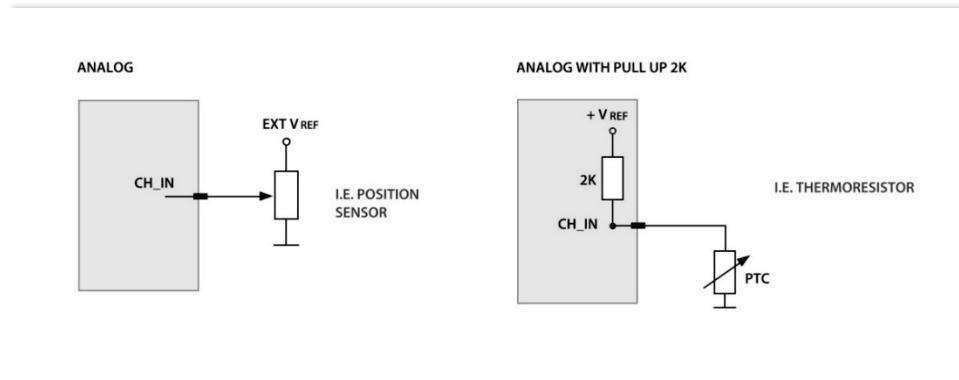 ANALOG
EXT V REF
CH_IN
I.E. POSITION
SENSOR
ANALOG WITH PULL UP 2K
+ V REF
2K
CH_IN
I.E. THERMORESISTOR
PTC